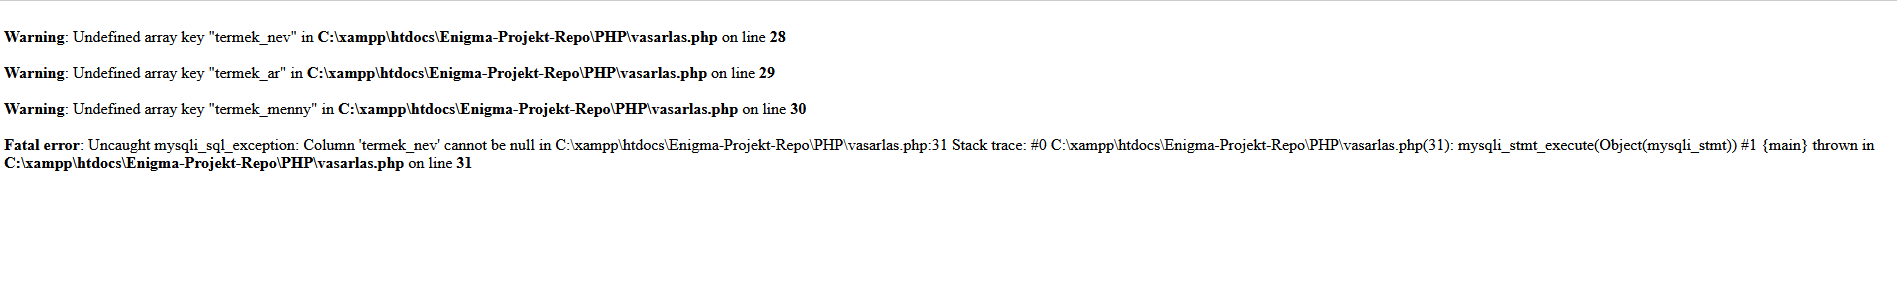 Warning: Undefined array key "termek_nev" in C:\xampp\htdocs\Enigma-Projekt-Repo\PHP\vasarlas.php on line 28
Warning: Undefined array key "termek_ar" in C:\xampp\htdocs\Enigma-Projekt-Repo\PHP\vasarlas.php on line 29
Warning: Undefined array key "termek_menny" in C:\xampp\htdocs\Enigma-Projekt-Repo\PHP\vasarlas.php on line 30
Fatal error: Uncaught mysqli_sql_exception: Column 'termek_nev' cannot be null in C:\xampp\htdocs\Enigma-Projekt-Repo\PHP\vasarlas.php:31 Stack trace: #0 C:\xampp\htdocs\Enigma-Projekt-Repo\PHP\vasarlas.php(31): mysqli_stmt_execute(Object(mysqli_stmt)) #1 {main} thrown in
C:\xampp\htdocs\Enigma-Projekt-Repo\PHP\vasarlas.php on line 31